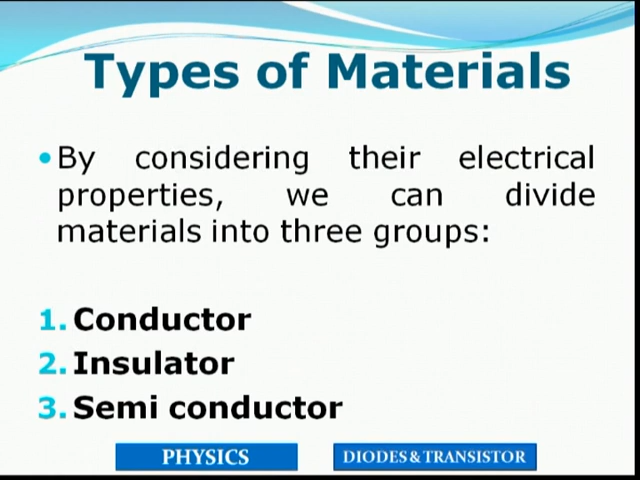 Types of Materials
• By considering their electrical
properties, we can divide
materials into three groups:
1. Conductor
2. Insulator
3. Semi conductor
PHYSICS
DIODES & TRANSISTOR